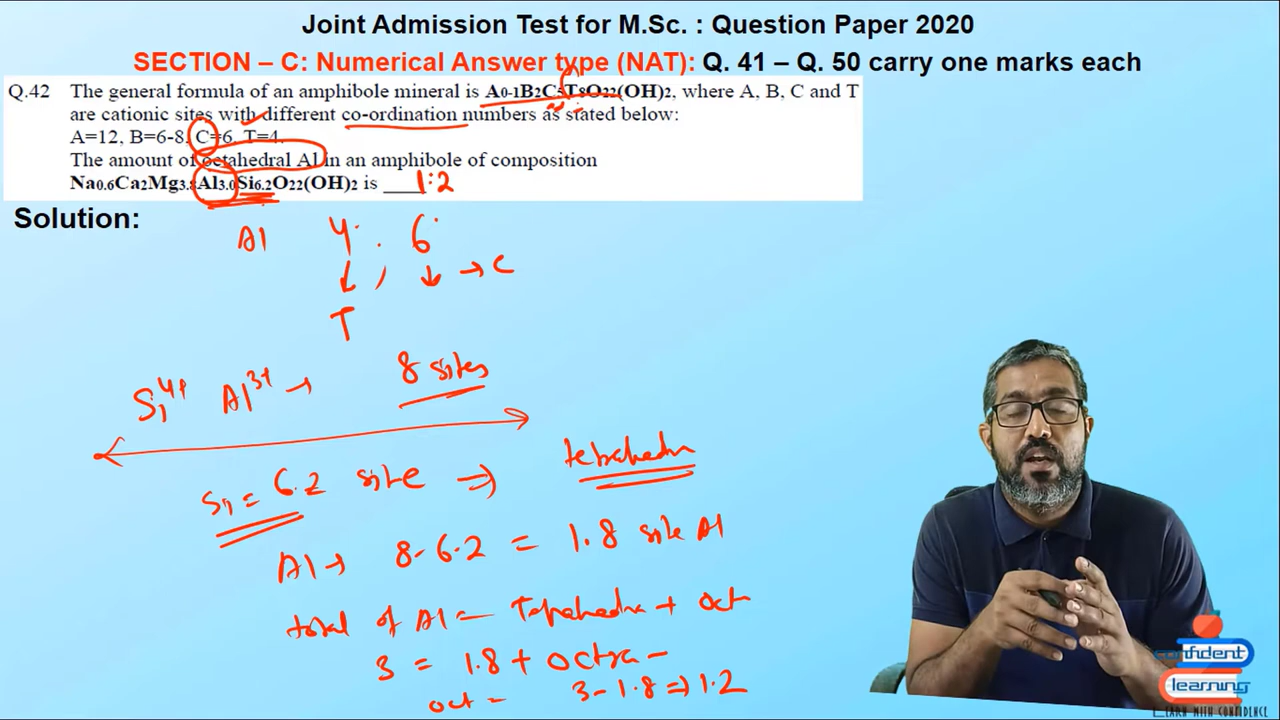 Joint Admission Test for M.Sc. : Question Paper 2020
SECTION – C: Numerical Answer type (NAT): Q. 41 – Q. 50 carry one marks each
Q.42 The general formula of an amphibole mineral is A0-1B2C5T8O22(OH)2, where A, B, C and T
are cationic sites with different co-ordination numbers as stated below:
A=12, B=6-8, C=6, T=4.
The amount of octahedral Al in an amphibole of composition
Na0.6Ca2Mg3.8Al3.0Si6.2O22(OH)2 is ____ 1:2
Solution:
Al 4 , 6
→ C
T
Si4+ Al3+ → 8 sites
Si = 6.2 site ⇒ tetrahedra
Al → 8-6.2 = 1.8 site Al
total of Al = Tetrahedra + Oct
3 = 1.8 + Octra –
oct = 3-1.8 ⇒ 1.2
confident
learning
LEARN WITH CONFIDENCE